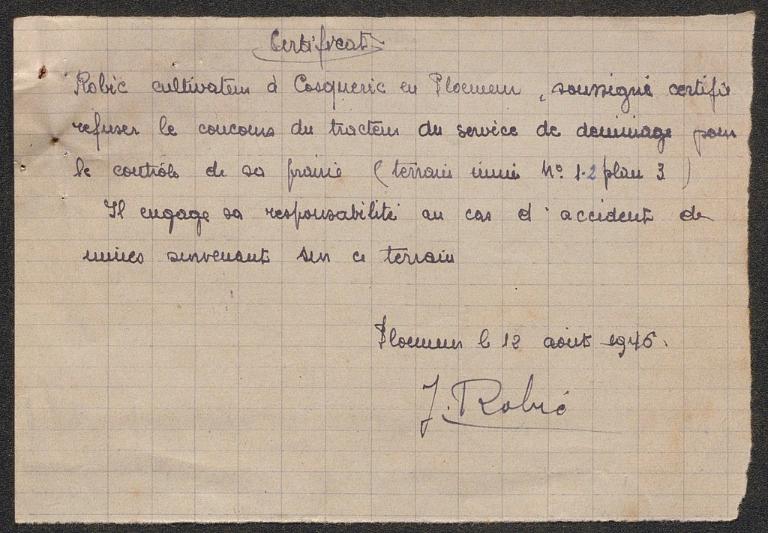 Certificat
Robic cultivateur à Cosqueric en Ploemeur, soussigné certifie
refuser le concours du tracteur du service de déminage pour
le contrôle de sa prairie (terrain miné No 1.2 plan 3)
Il engage sa responsabilité au cas d'accident de
mines survenant sur ce terrain
Ploemeur le 12 août 1946.
J. Robic